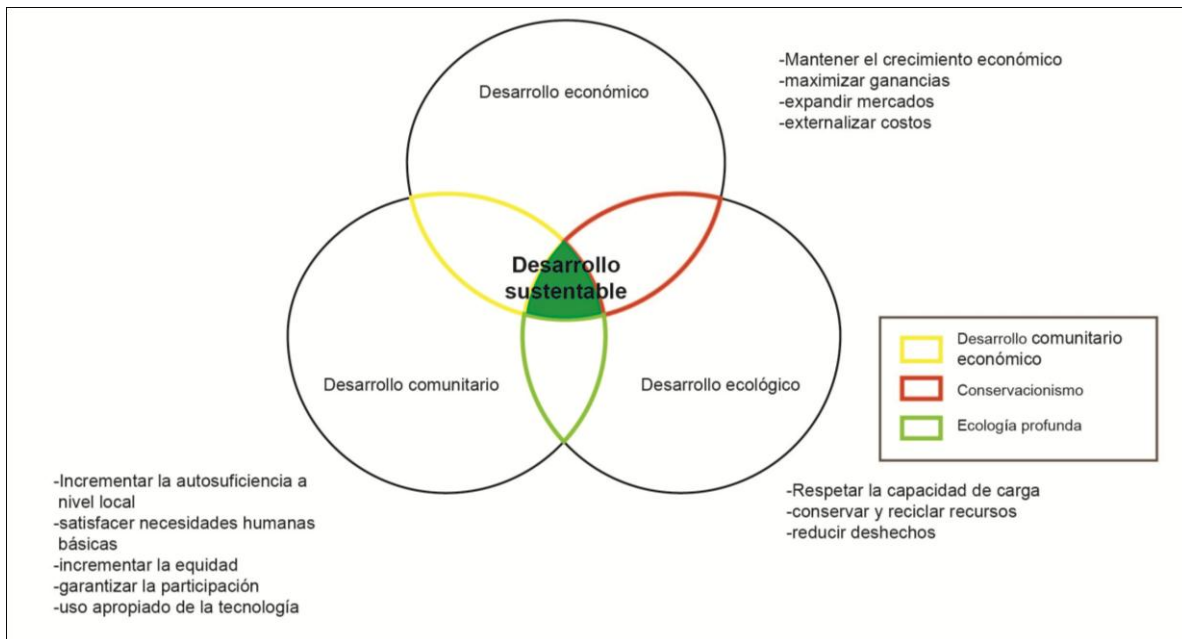 Desarrollo económico
-Mantener el crecimiento económico
-maximizar ganancias
-expandir mercados
-externalizar costos
Desarrollo
sustentable
Desarrollo comunitario
Desarrollo ecológico
Desarrollo comunitario
económico
Conservacionismo
Ecología profunda
-Incrementar la autosuficiencia a
nivel local
-satisfacer necesidades humanas
básicas
-incrementar la equidad
-garantizar la participación
-uso apropiado de la tecnología
-Respetar la capacidad de carga
-conservar y reciclar recursos
-reducir deshechos